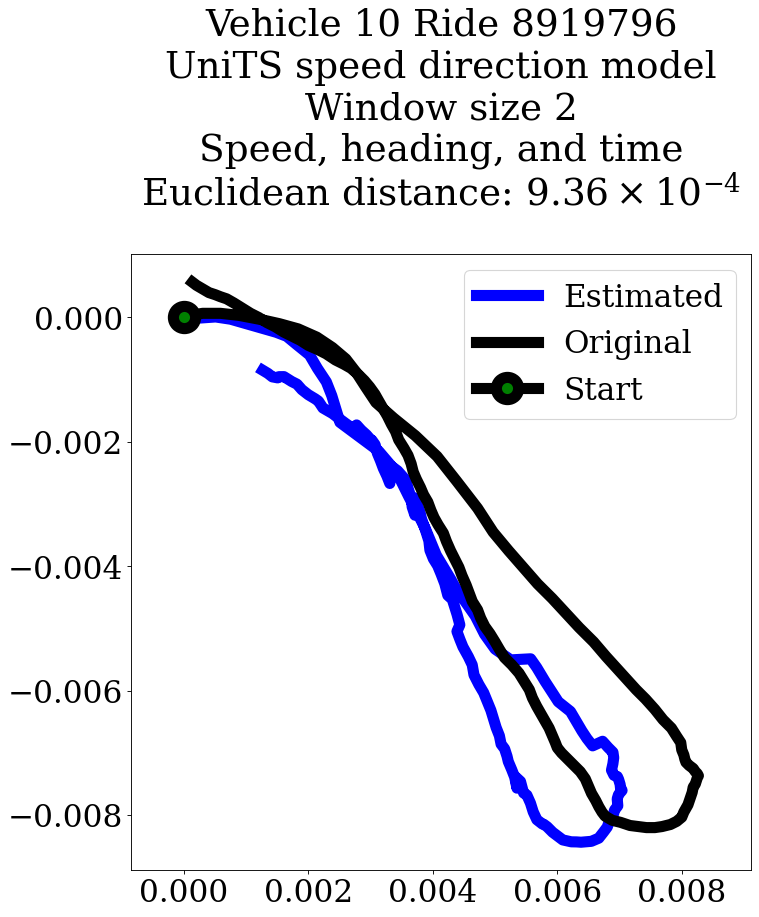 Vehicle 10 Ride 8919796
UniTS speed direction model
Window size 2
Speed, heading, and time
Euclidean distance: 9.36 × 10⁻⁴
Estimated
Original
Start
0.000
−0.002
−0.004
−0.006
−0.008
0.000 0.002 0.004 0.006 0.008